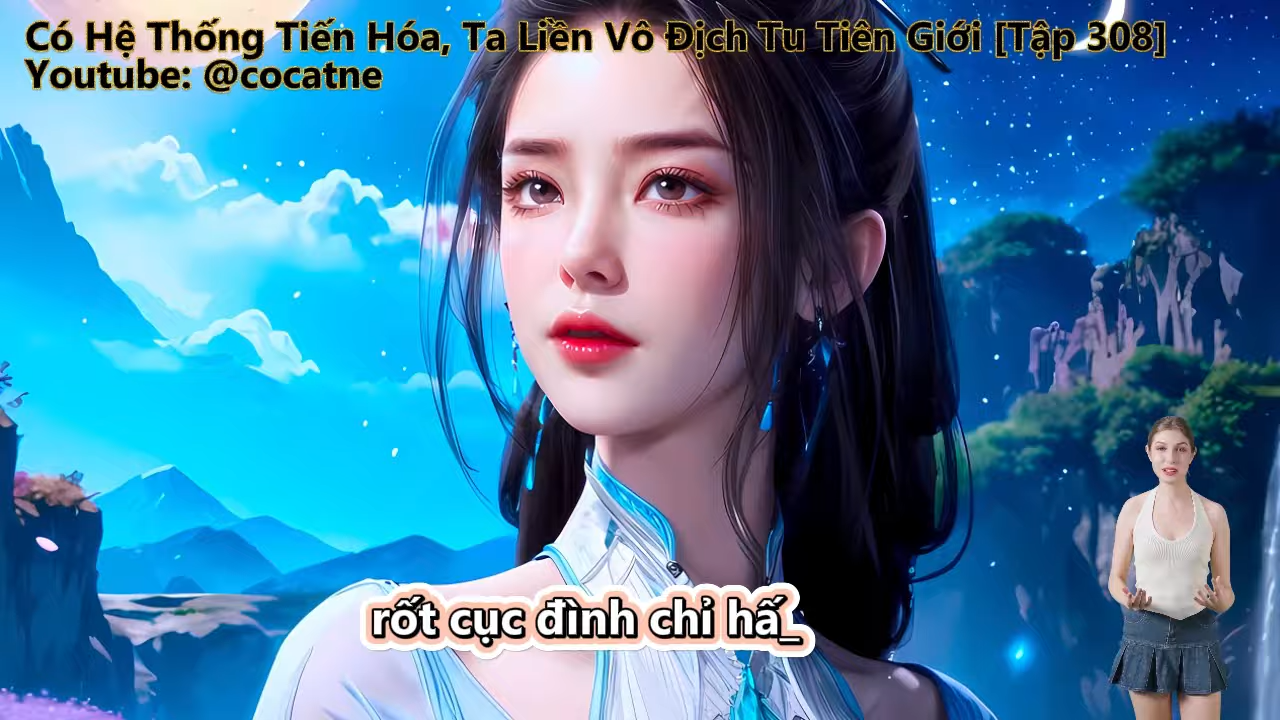 Có Hệ Thống Tiến Hóa, Ta Liền Vô Địch Tu Tiên Giới [Tập 308]
Youtube: @cocatne
rốt cục đình chỉ hấ_